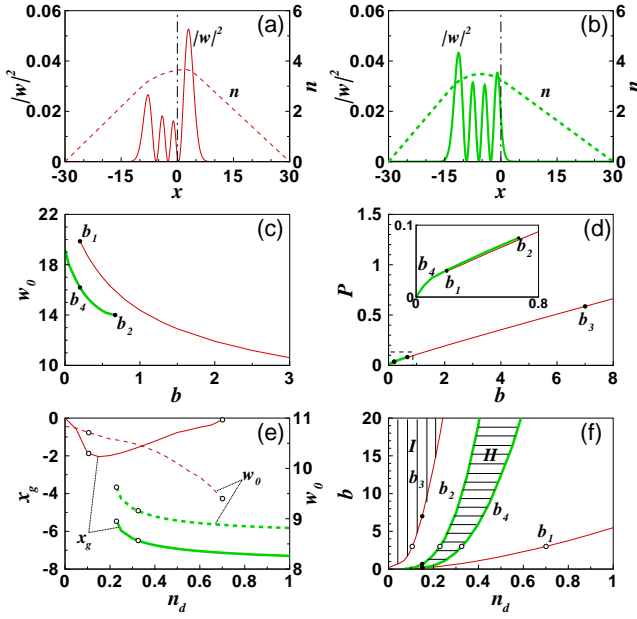 (a)
|w|²
n
0.06
0.04
0.02
0
|w|²
n
6
4
2
0
-30 -15 0 15 30
x
(b)
|w|²
n
0.06
0.04
0.02
0
|w|²
n
6
4
2
0
-30 -15 0 15 30
x
(c)
w₀
22
18
14
10
b₁
b₄
b₂
0 1 2 3
b
(d)
P
1.5
1
0.5
0
0.1
0
b₄
b₁
b₂
0.8
b₃
0 2 4 6 8
b
(e)
x_g
0
-2
-4
-6
-8
w₀
x_g
11
10
9
8
w₀
0 0.2 0.4 0.6 0.8 1
n_d
(f)
b
20
15
10
5
0
I
II
b₃
b₂
b₄
b₁
0 0.2 0.4 0.6 0.8 1
n_d